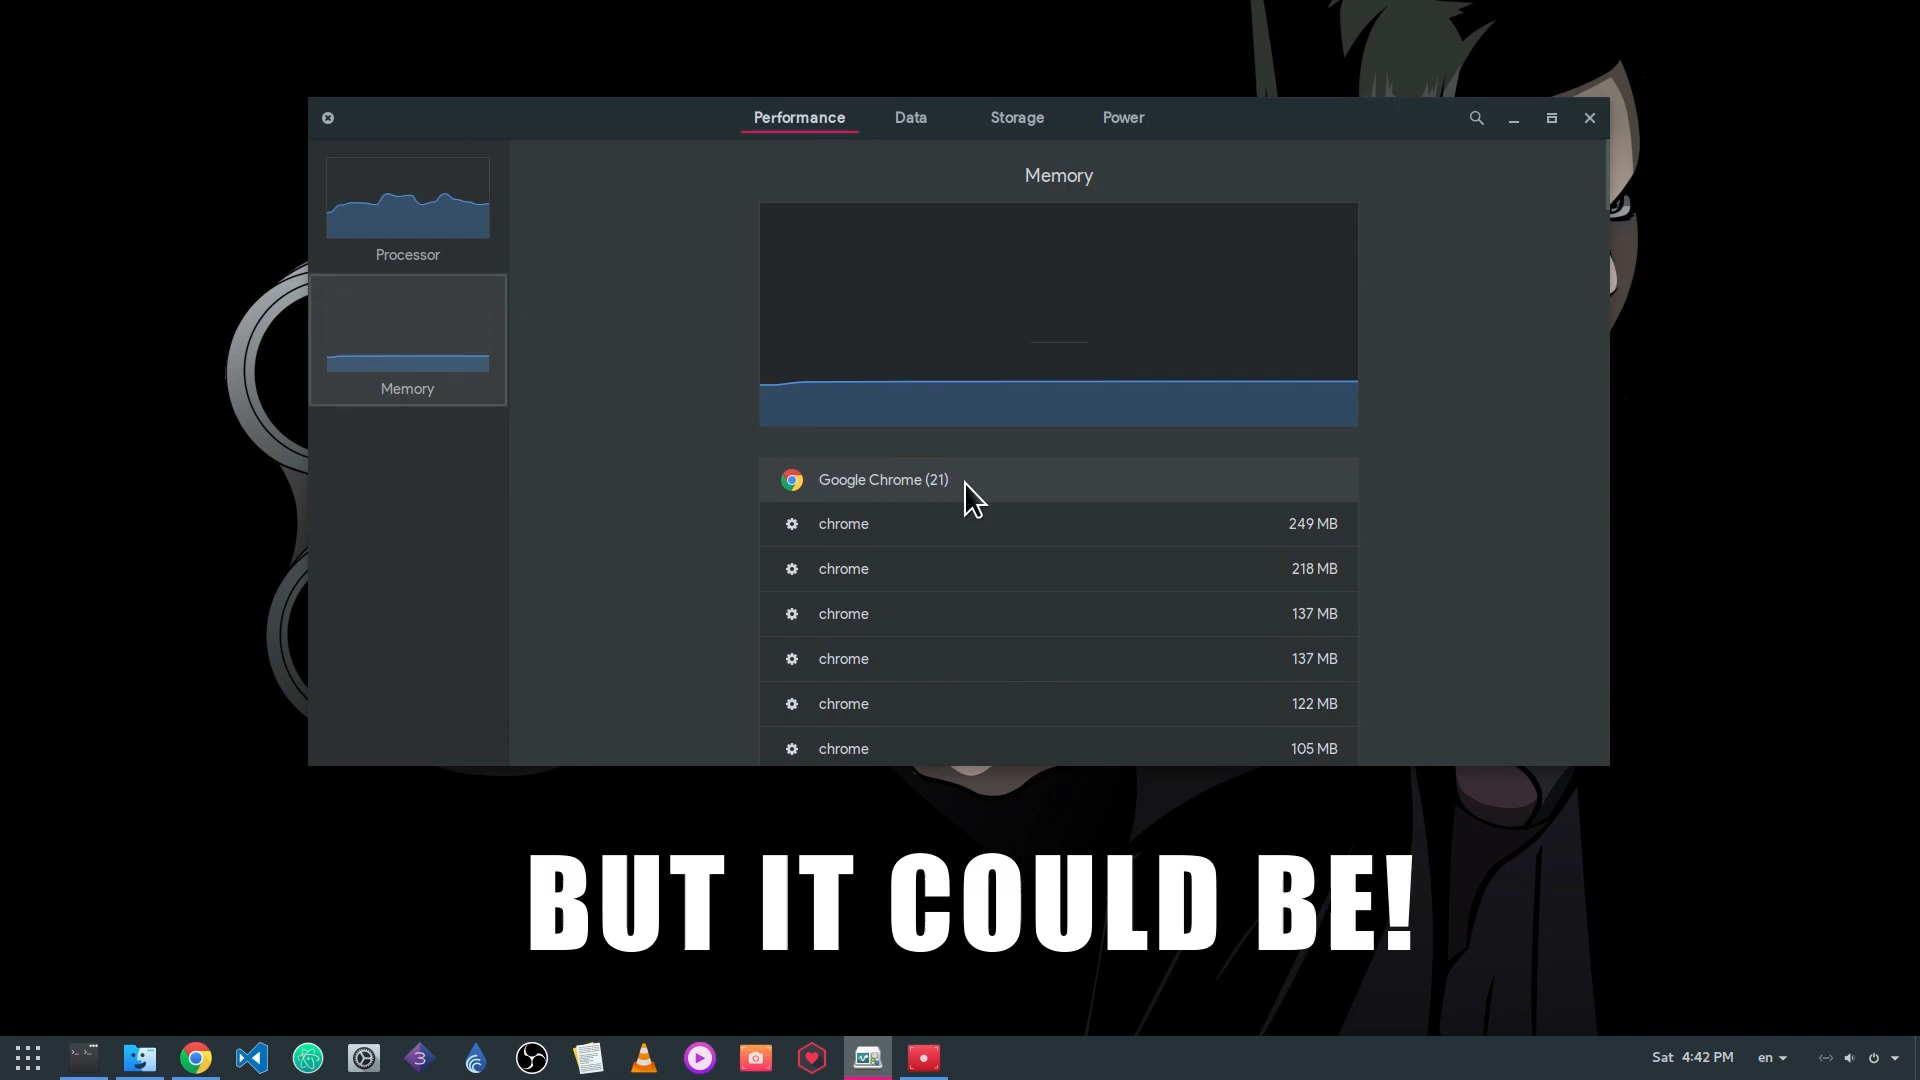 Performance Data Storage Power
Memory
Processor
Memory
Google Chrome (21)
chrome 249 MB
chrome 218 MB
chrome 137 MB
chrome 137 MB
chrome 122 MB
chrome 105 MB
BUT IT COULD BE!
3
Sat 4:42 PM en